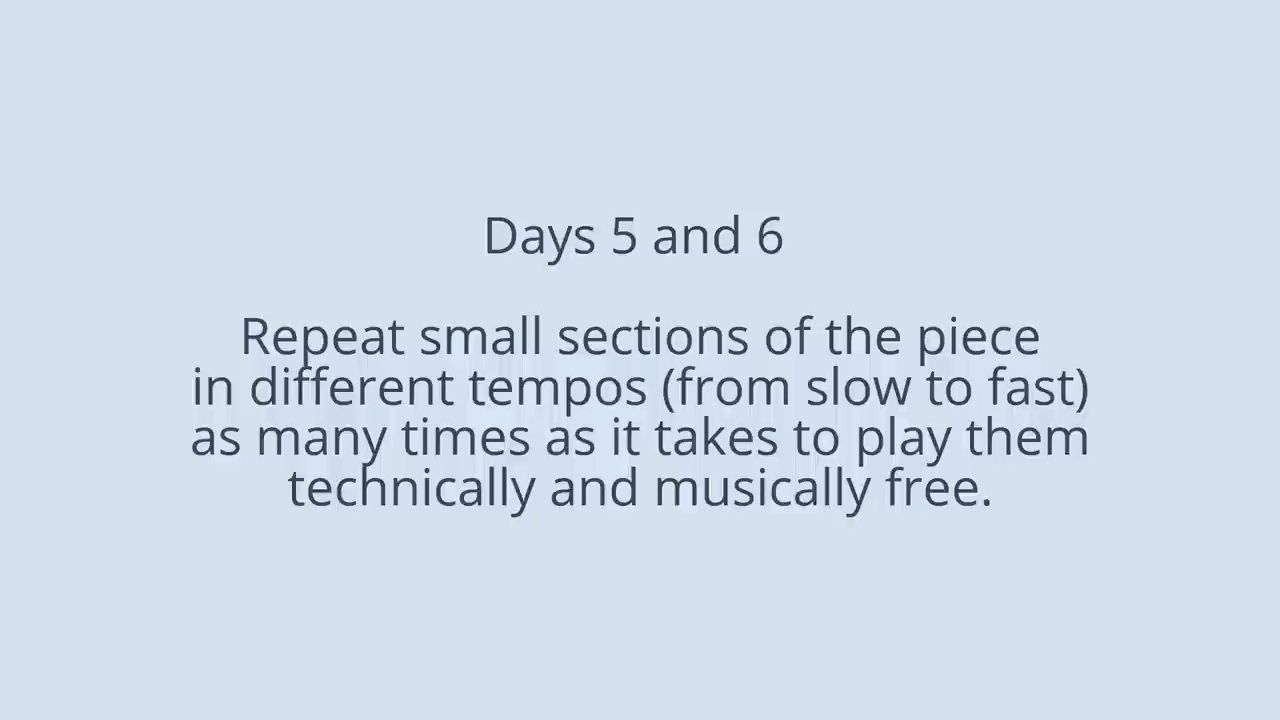 Days 5 and 6
Repeat small sections of the piece
in different tempos (from slow to fast)
as many times as it takes to play them
technically and musically free.